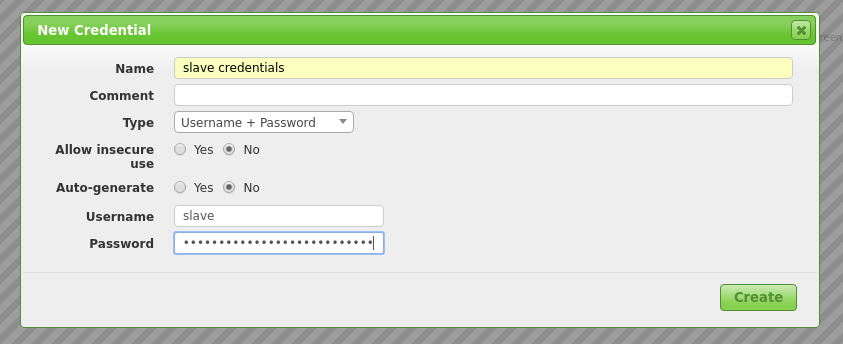 New Credential
reen
Name slave credentials
Comment
Type Username + Password
Allow insecure
use Yes No
Auto-generate Yes No
Username slave
Password •••••••••••••••••••••••••••
Create